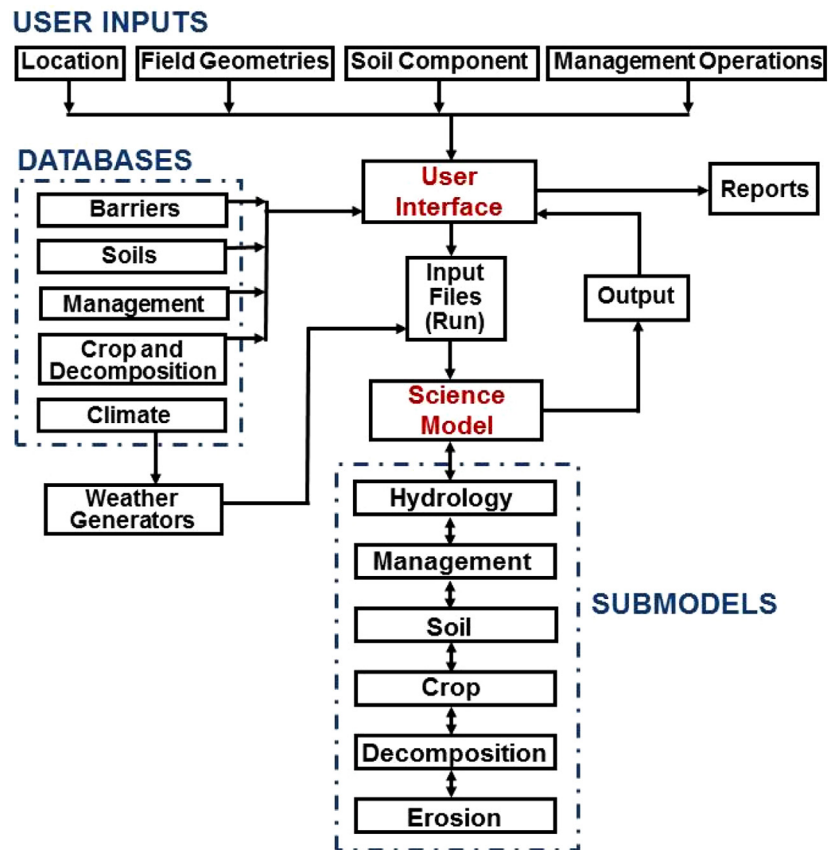 USER INPUTS
Location
Field Geometries
Soil Component
Management Operations
DATABASES
Barriers
Soils
Management
Crop and
Decomposition
Climate
Weather
Generators
User
Interface
Reports
Input
Files
(Run)
Output
Science
Model
Hydrology
Management
Soil
Crop
Decomposition
Erosion
SUBMODELS